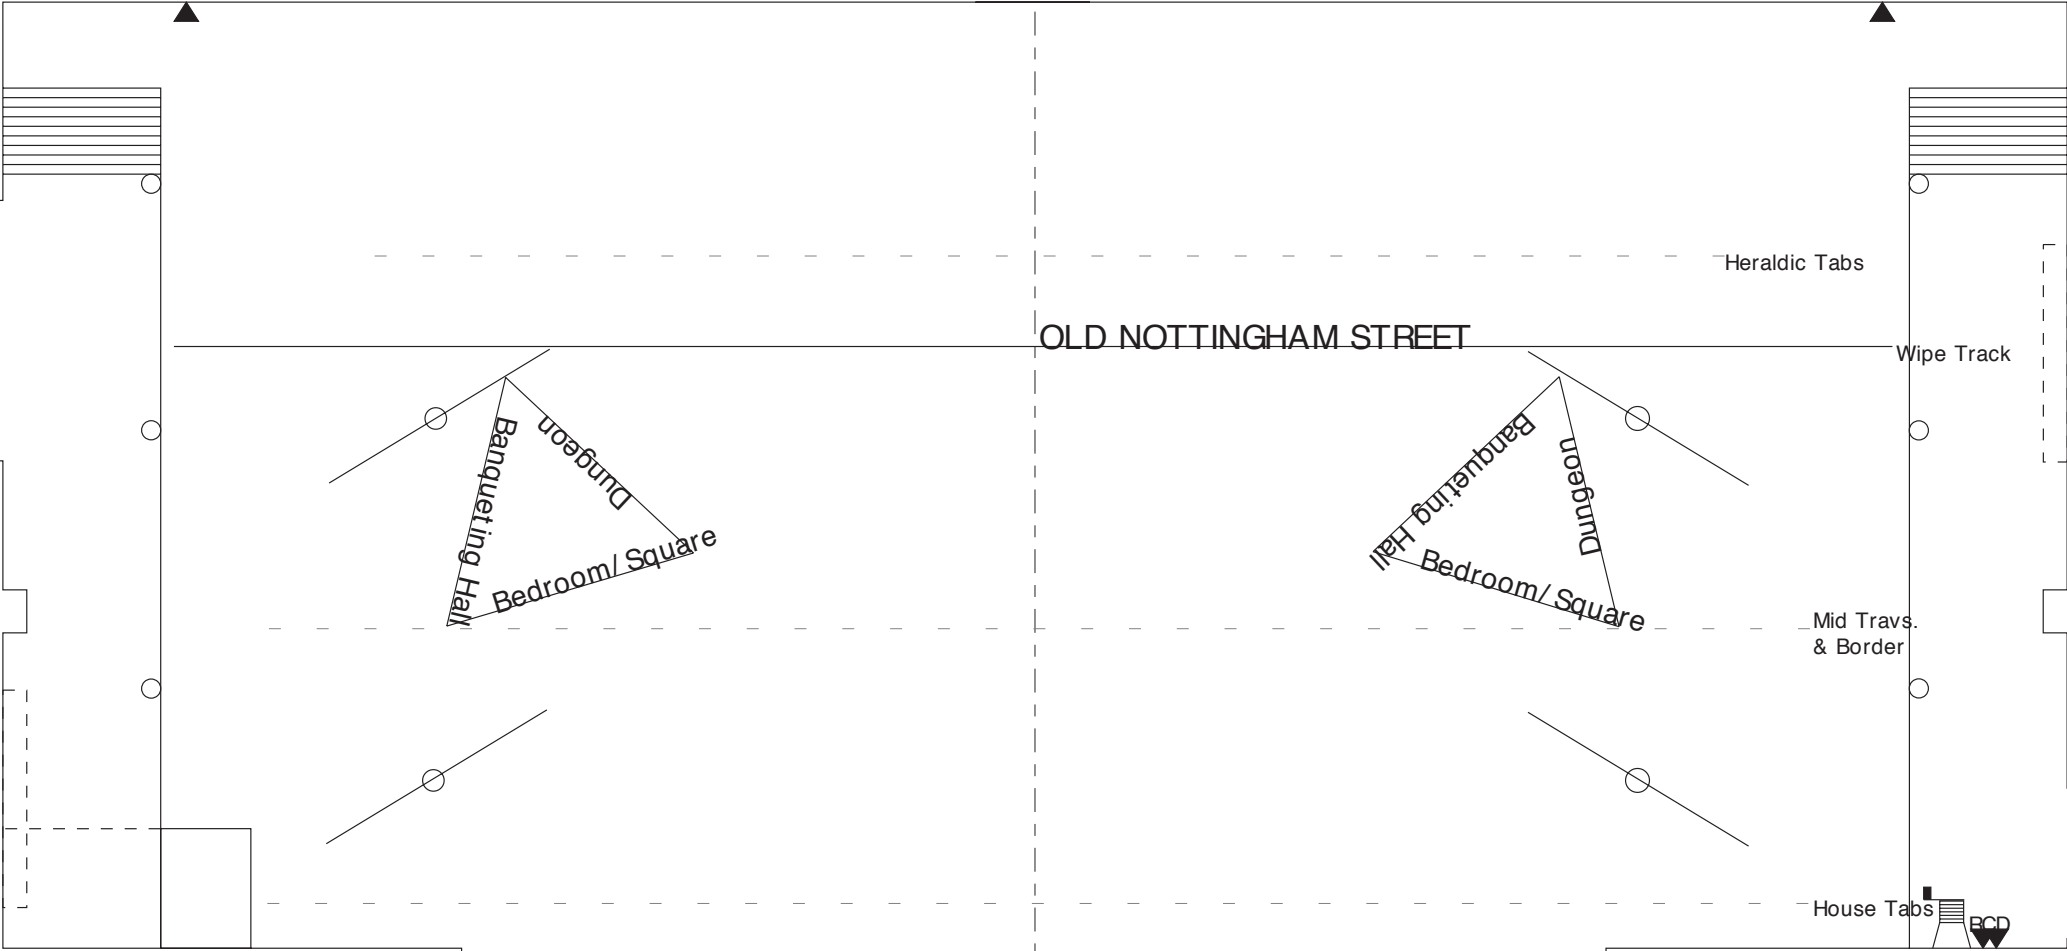 Heraldic Tabs
OLD NOTTINGHAM STREET
Wipe Track
Banqueting Hall
Dungeon
Bedroom/Square
Banqueting Hall
Dungeon
Bedroom/Square
Mid Travs.
& Border
House Tabs
BCD